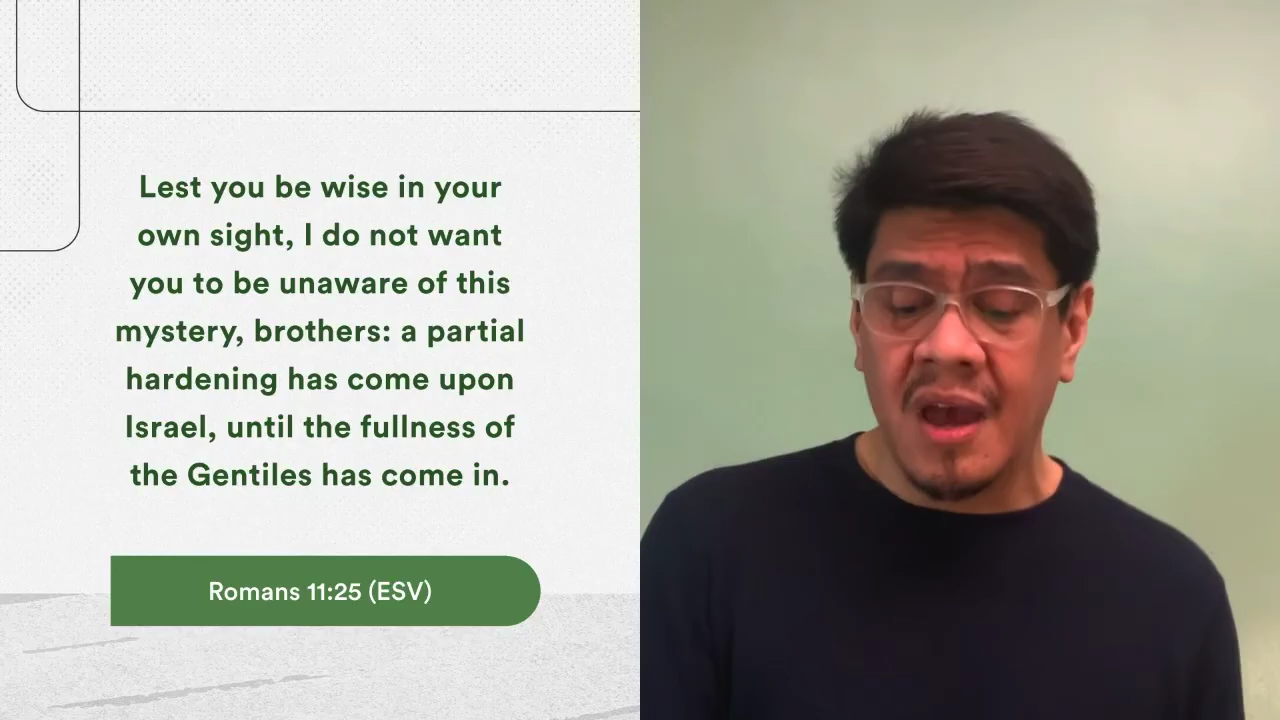 Lest you be wise in your
own sight, I do not want
you to be unaware of this
mystery, brothers: a partial
hardening has come upon
Israel, until the fullness of
the Gentiles has come in.
Romans 11:25 (ESV)